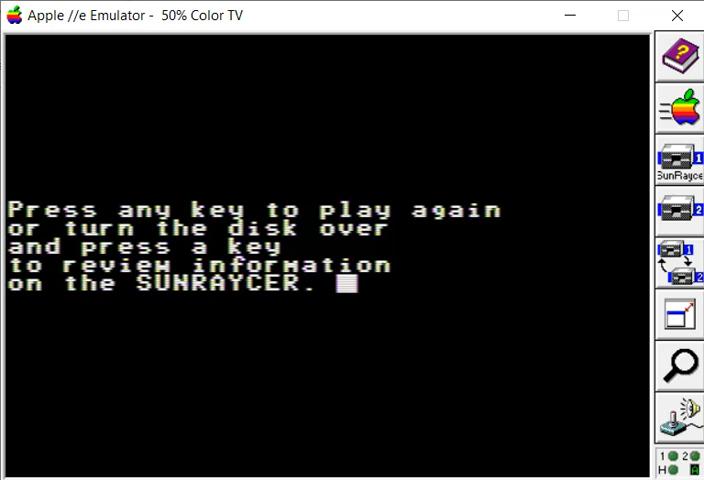 Apple //e Emulator - 50% Color TV
Press any key to play again
or turn the disk over
and press a key
to review information
on the SUNRAYCER.
?
1
SunRayce
2
1
2
1 2
H A